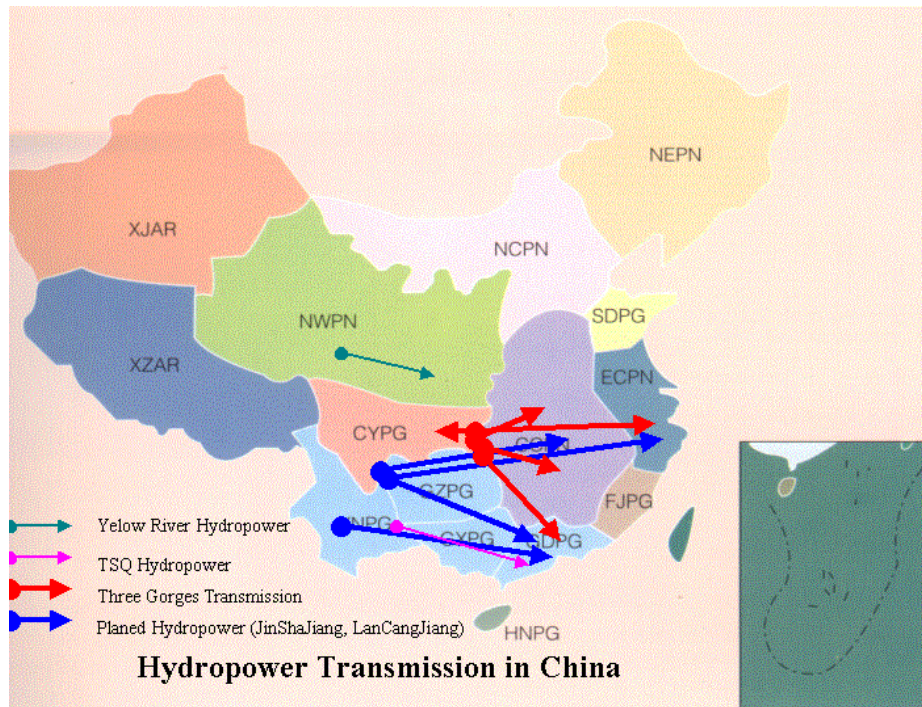 NEPN
XJAR
NCPN
SDPG
NWPN
XZAR
ECPN
CYPG
GZPG
FJPG
GXPG
GDPG
Yelow River Hydropower
TSQ Hydropower
Three Gorges Transmission
Planed Hydropower (JinShaJiang, LanCangJiang)
HNPG
Hydropower Transmission in China